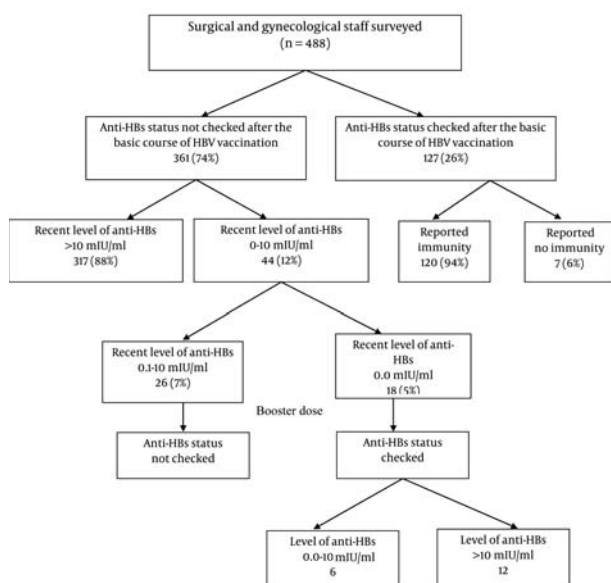 Surgical and gynecological staff surveyed
(n = 488)
Anti-HBs status not checked after the
basic course of HBV vaccination
361 (74%)
Anti-HBs status checked after the basic
course of HBV vaccination
127 (26%)
Recent level of anti-HBs
>10 mIU/ml
317 (88%)
Recent level of anti-HBs
0-10 mIU/ml
44 (12%)
Reported
immunity
120 (94%)
Reported
no immunity
7 (6%)
Recent level of anti-HBs
0.1-10 mIU/ml
26 (7%)
Recent level of anti-
HBs
0.0 mIU/ml
18 (5%)
Booster dose
Anti-HBs status
not checked
Anti-HBs status
checked
Level of anti-HBs
0.0-10 mIU/ml
6
Level of anti-HBs
>10 mIU/ml
12